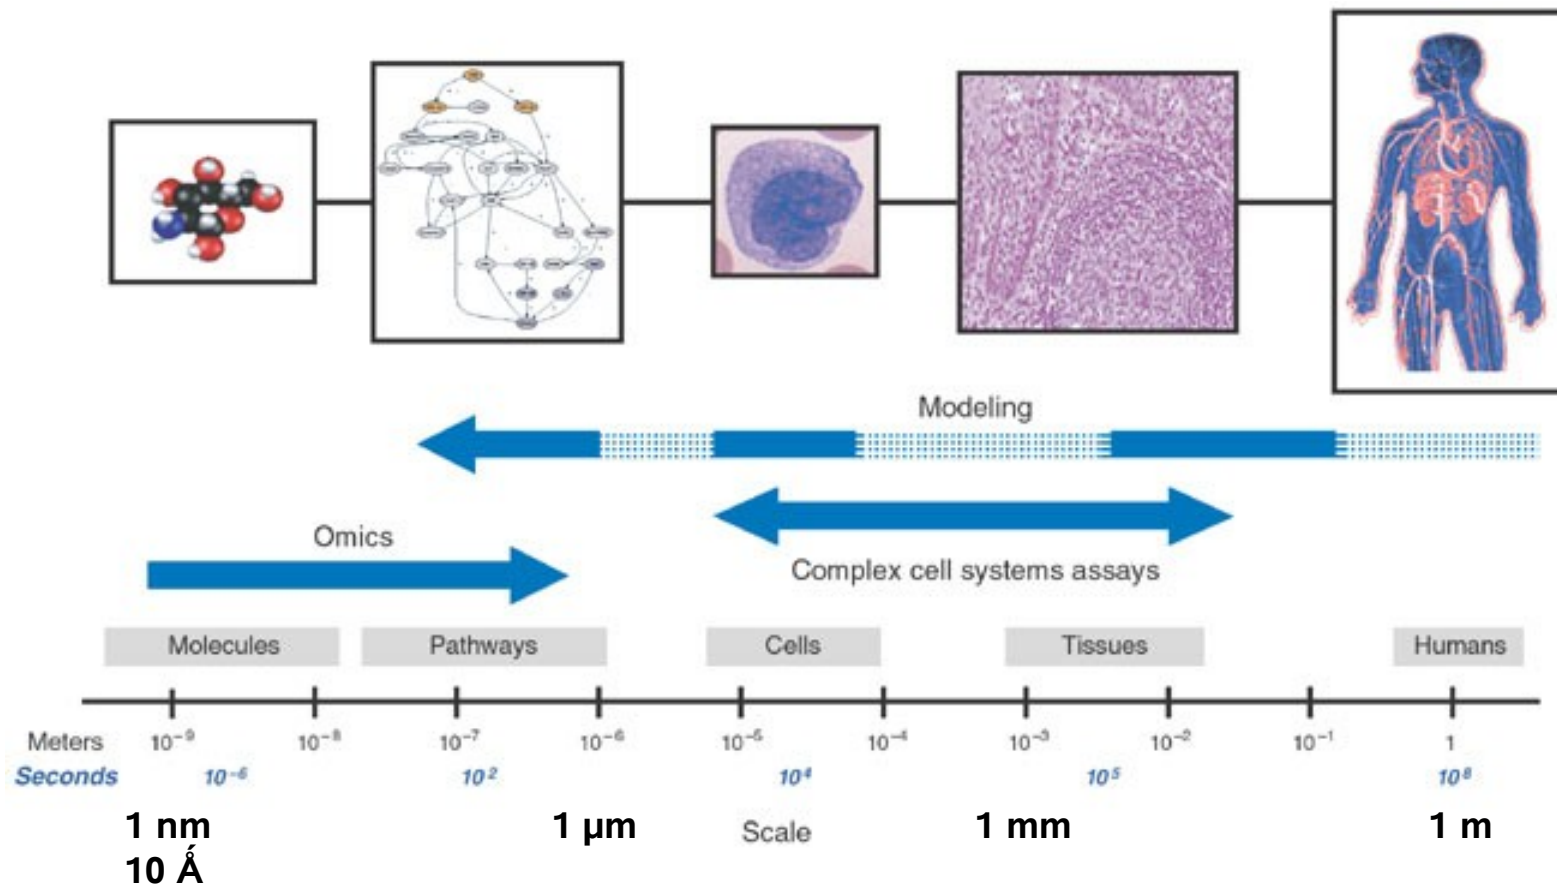 Modeling
Omics
Complex cell systems assays
Molecules Pathways Cells Tissues Humans
Meters 10⁻⁹ 10⁻⁸ 10⁻⁷ 10⁻⁶ 10⁻⁵ 10⁻⁴ 10⁻³ 10⁻² 10⁻¹ 1
Seconds 10⁻⁶ 10² 10⁴ 10⁵ 10⁸
1 nm 1 µm Scale 1 mm 1 m
10 Ǻ